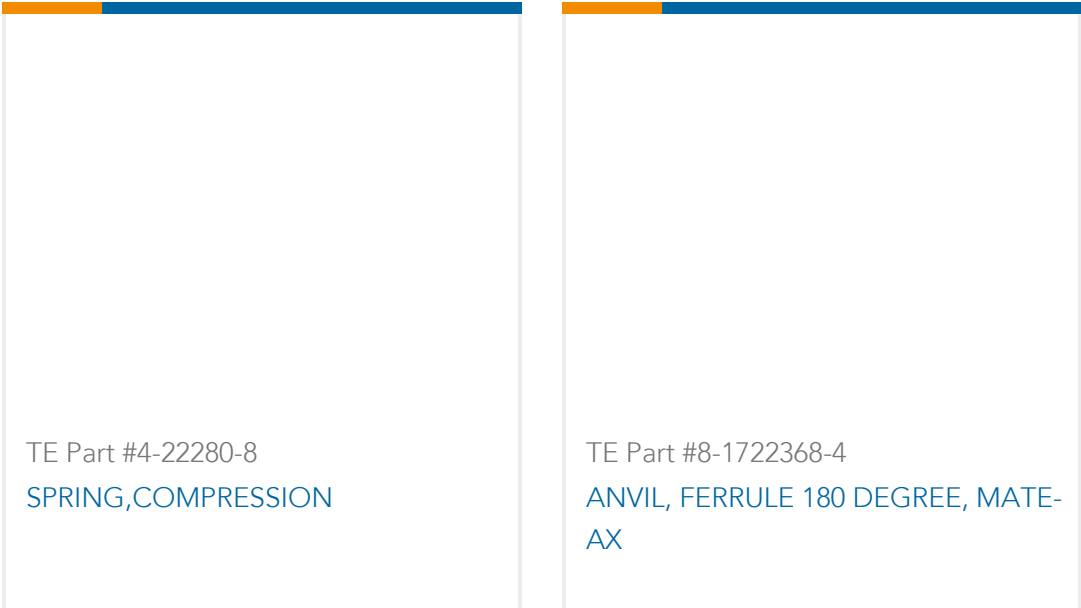 TE Part #4-22280-8
SPRING,COMPRESSION
TE Part #8-1722368-4
ANVIL, FERRULE 180 DEGREE, MATE-
AX